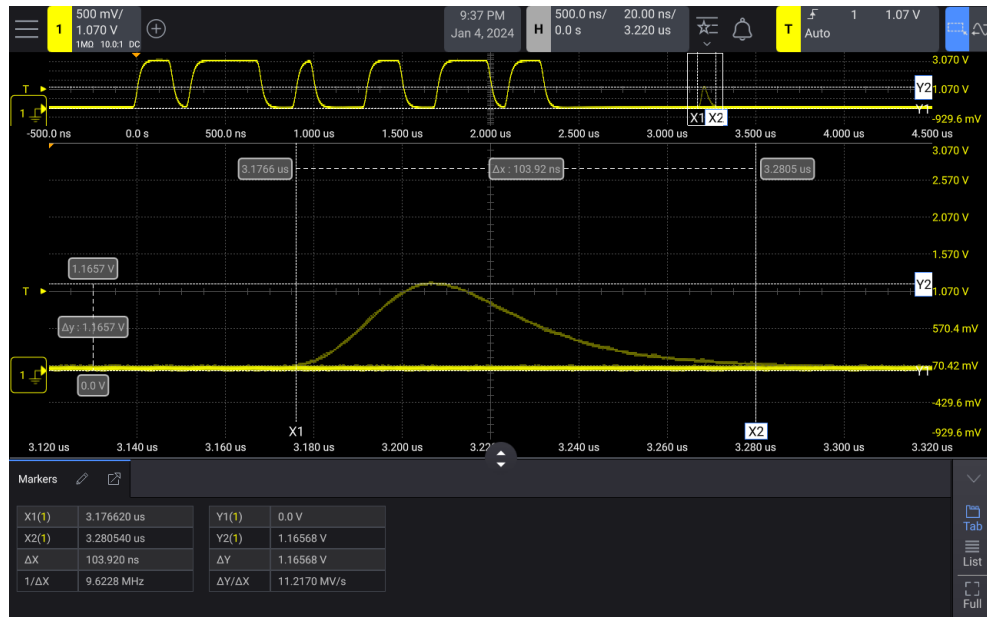 1
500 mV/
1.070 V
1MΩ 10.0:1 DC
9:37 PM
Jan 4, 2024
H
500.0 ns/
0.0 s
20.00 ns/
3.220 us
T
1
1.07 V
Auto
3.070 V
T
Y2
1.070 V
1
Y1
X1 X2
-929.6 mV
-500.0 ns
0.0 s
500.0 ns
1.000 us
1.500 us
2.000 us
2.500 us
3.000 us
3.500 us
4.000 us
4.500 us
3.070 V
3.1766 us
Δx : 103.92 ns
3.2805 us
2.570 V
2.070 V
1.570 V
1.1657 V
T
Y2
1.070 V
Δy : 1.1657 V
570.4 mV
1
70.42 mV
Y1
0.0 V
-429.6 mV
X1
X2
-929.6 mV
3.120 us
3.140 us
3.160 us
3.180 us
3.200 us
3.240 us
3.260 us
3.280 us
3.300 us
3.320 us
Markers
X1(1) 3.176620 us
X2(1) 3.280540 us
ΔX 103.920 ns
1/ΔX 9.6228 MHz
Y1(1) 0.0 V
Y2(1) 1.16568 V
ΔY 1.16568 V
ΔY/ΔX 11.2170 MV/s
Tab
List
Full